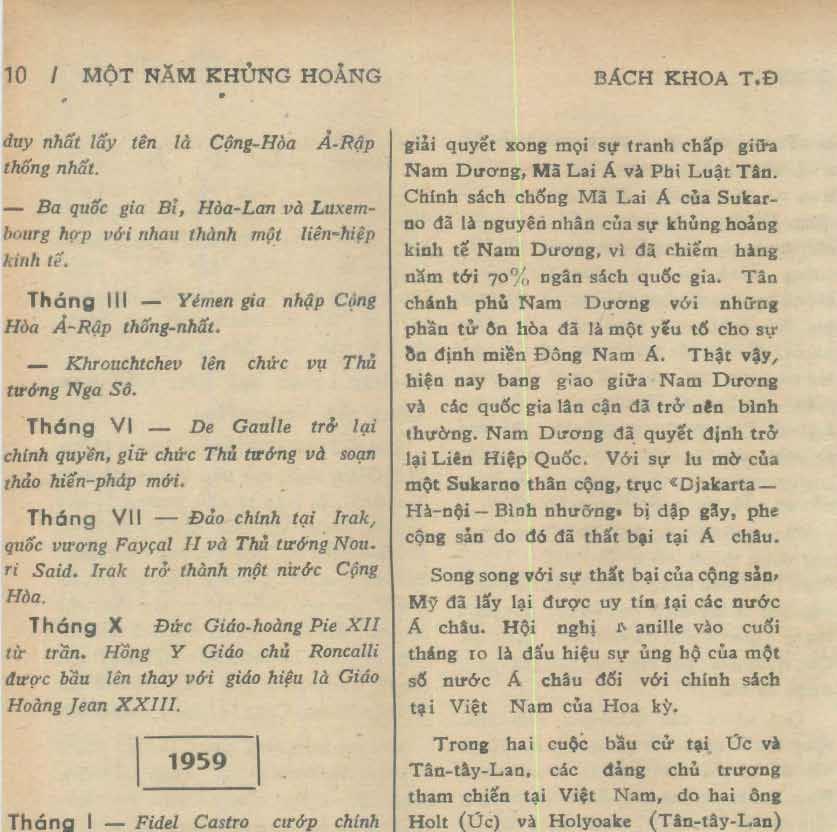 10 / MỘT NĂM KHỦNG HOẢNG
BÁCH KHOA T.Đ
duy nhất lấy tên là Cộng-Hòa Ả-Rập
thống nhất.
— Ba quốc gia Bỉ, Hòa-Lan và Luxem-
bourg hợp với nhau thành một liên-hiệp
kinh tế.
Tháng III — Yémen gia nhập Cộng
Hòa Ả-Rập thống-nhất.
— Khrouchtchev lên chức vụ Thủ
tướng Nga Sô.
Tháng VI — De Gaulle trở lại
chính quyền, giữ chức Thủ tướng và soạn
thảo hiến-pháp mới.
Tháng VII — Đảo chính tại Irak,
quốc vương Fayçal II và Thủ tướng Nou-
ri Said. Irak trở thành một nước Cộng
Hòa.
Tháng X Đức Giáo-hoàng Pie XII
từ trần. Hồng Y Giáo chủ Roncalli
được bầu lên thay với giáo hiệu là Giáo
Hoàng Jean XXIII.
1959
Tháng I — Fidel Castro cướp chính
giải quyết xong mọi sự tranh chấp giữa
Nam Dương, Mã Lai Á và Phi Luật Tân.
Chính sách chống Mã Lai Á của Sukar-
no đã là nguyên nhân của sự khủng hoảng
kinh tế Nam Dương, vì đã chiếm hàng
năm tới 70% ngân sách quốc gia. Tân
chánh phủ Nam Dương với những
phần tử ôn hòa đã là một yếu tố cho sự
ổn định miền Đông Nam Á. Thật vậy,
hiện nay bang giao giữa Nam Dương
và các quốc gia lân cận đã trở nên bình
thường. Nam Dương đã quyết định trở
lại Liên Hiệp Quốc. Với sự lu mờ của
một Sukarno thân cộng, trục «Djakarta —
Hà-nội — Bình nhưỡng» bị dập gẫy, phe
cộng sản do đó đã thất bại tại Á châu.
Song song với sự thất bại của cộng sản,
Mỹ đã lấy lại được uy tín tại các nước
Á châu. Hội nghị anille vào cuối
tháng 10 là dấu hiệu sự ủng hộ của một
số nước Á châu đối với chính sách
tại Việt Nam của Hoa kỳ.
Trong hai cuộc bầu cử tại Úc và
Tân-tây-Lan, các đảng chủ trương
tham chiến tại Việt Nam, do hai ông
Holt (Úc) và Holyoake (Tân-tây-Lan)